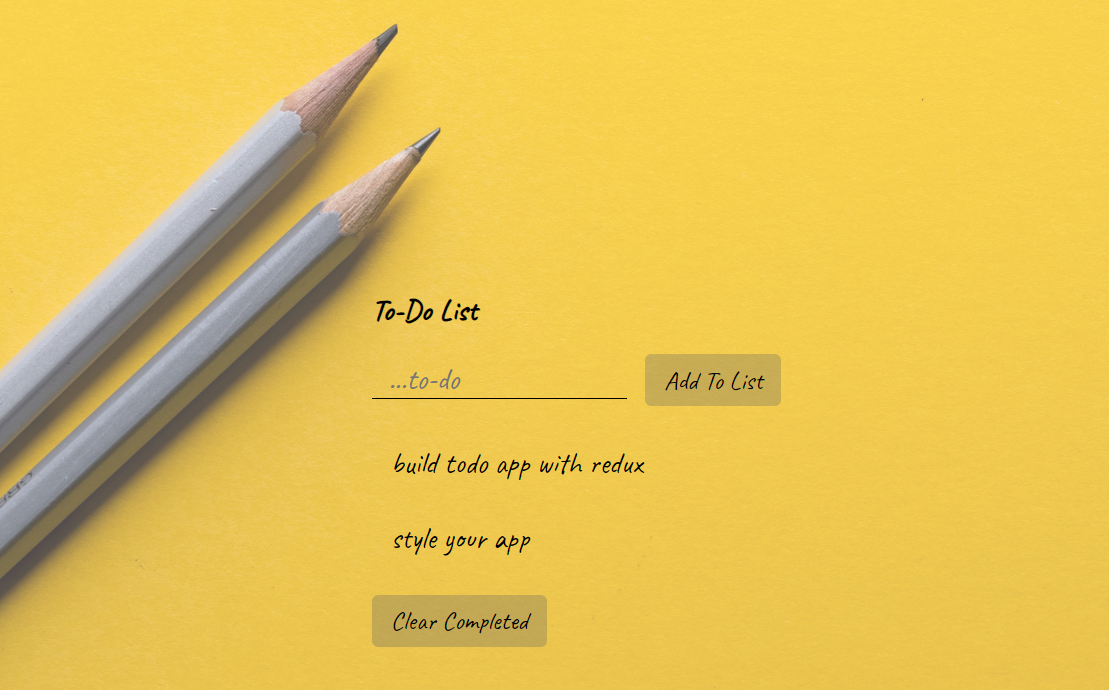 To-Do List
...to-do
Add To List
build todo app with redux
style your app
Clear Completed